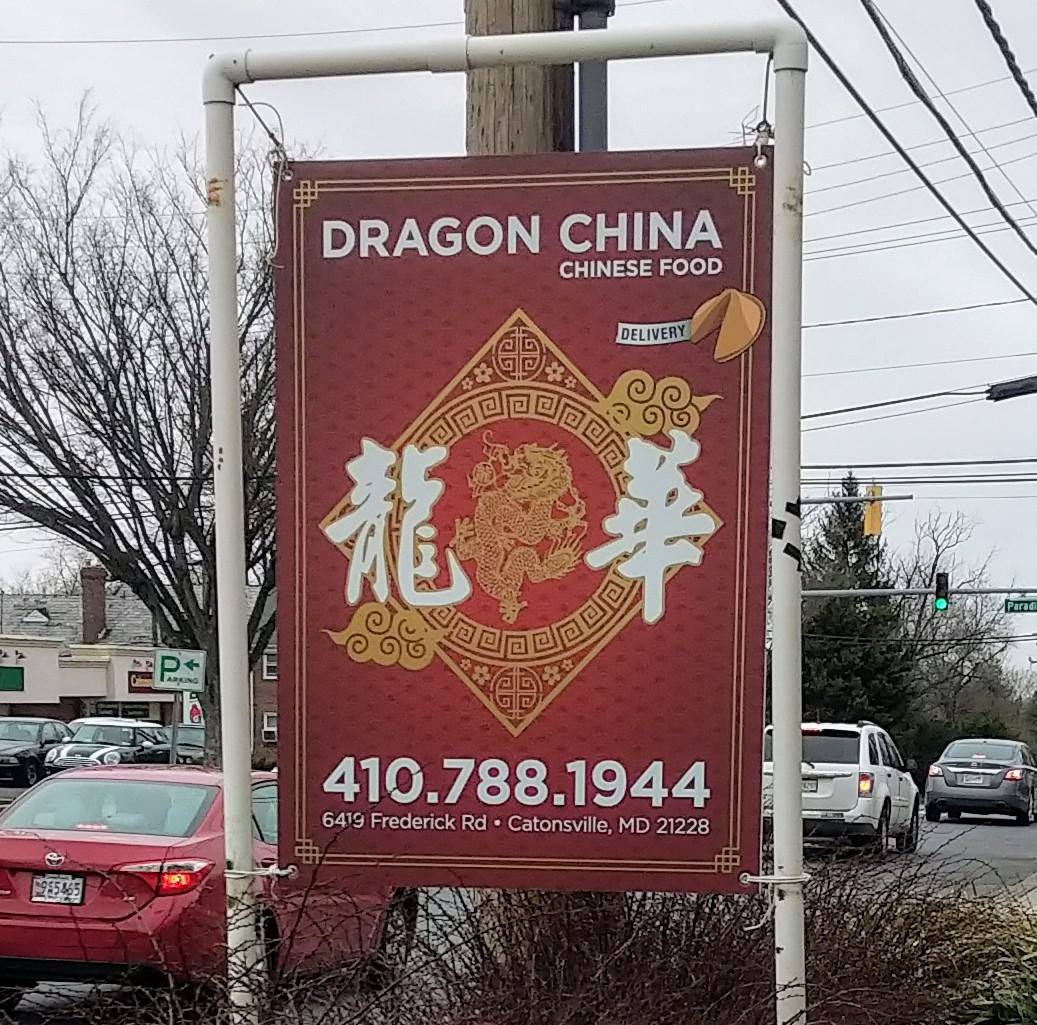 DRAGON CHINA
CHINESE FOOD
DELIVERY
龍 華
410.788.1944
6419 Frederick Rd • Catonsville, MD 21228
P
PARKING